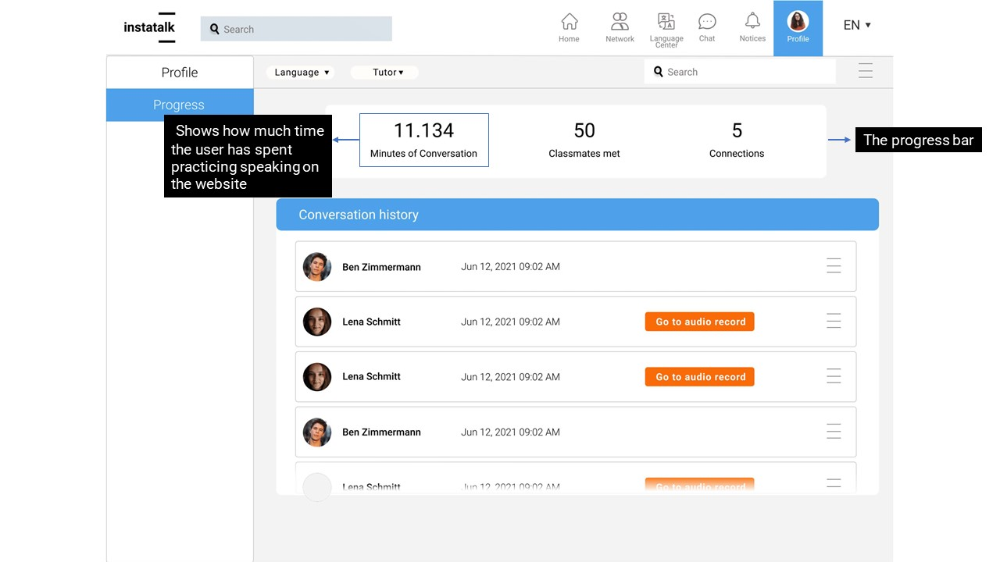 instatalk
Search
Home
Network
Language
Center
Chat
Notices
Profile
EN
Profile
Language
Tutor
Search
Progress
Shows how much time
the user has spent
practicing speaking on
the website
11.134
Minutes of Conversation
50
Classmates met
5
Connections
The progress bar
Conversation history
Ben Zimmermann Jun 12, 2021 09:02 AM
Lena Schmitt Jun 12, 2021 09:02 AM Go to audio record
Lena Schmitt Jun 12, 2021 09:02 AM Go to audio record
Ben Zimmermann Jun 12, 2021 09:02 AM
Lena Schmitt Jun 12, 2021 09:02 AM Go to audio record